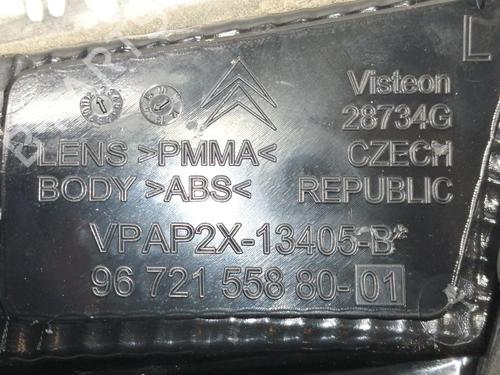 L
Visteon
28734G
LENS >PMMA< CZECH
BODY >ABS< REPUBLIC
VPAP2X-13405-B*
96 721 558 80-01